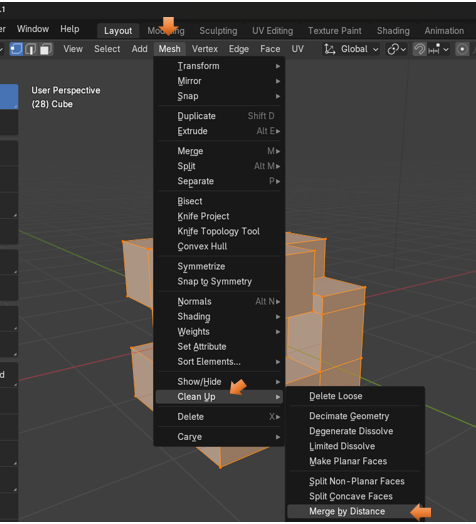 .1
Window Help Layout Modeling Sculpting UV Editing Texture Paint Shading Animation
View Select Add Mesh Vertex Edge Face UV Global
User Perspective
(28) Cube
Transform
Mirror
Snap
Duplicate Shift D
Extrude Alt E
Merge M
Split Alt M
Separate P
Bisect
Knife Project
Knife Topology Tool
Convex Hull
Symmetrize
Snap to Symmetry
Normals Alt N
Shading
Weights
Set Attribute
Sort Elements...
Show/Hide
Clean Up
Delete X
Carve
Delete Loose
Decimate Geometry
Degenerate Dissolve
Limited Dissolve
Make Planar Faces
Split Non-Planar Faces
Split Concave Faces
Merge by Distance